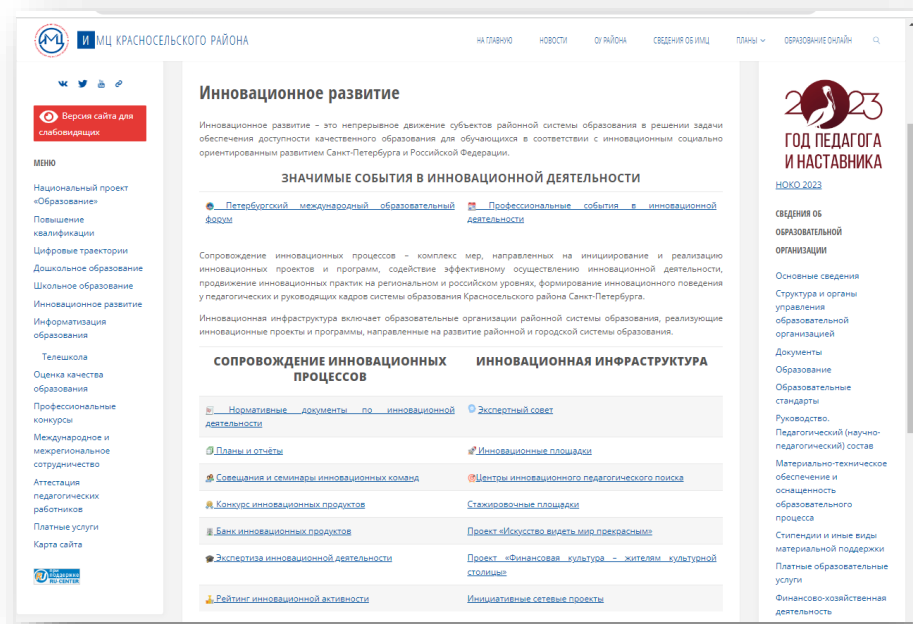 ИМЦ
И МЦ КРАСНОСЕЛЬСКОГО РАЙОНА
НА ГЛАВНУЮ
НОВОСТИ
ОУ РАЙОНА
СВЕДЕНИЯ ОБ ИМЦ
ПЛАНЫ
ОБРАЗОВАНИЕ ОНЛАЙН
Версия сайта для
слабовидящих
МЕНЮ
Национальный проект
«Образование»
Повышение
квалификации
Цифровые траектории
Дошкольное образование
Школьное образование
Инновационное развитие
Информатизация
образования
Телешкола
Оценка качества
образования
Профессиональные
конкурсы
Международное и
межрегиональное
сотрудничество
Аттестация
педагогических
работников
Платные услуги
Карта сайта
при
поддержке
RU-CENTER
Инновационное развитие
Инновационное развитие – это непрерывное движение субъектов районной системы образования в решении задачи
обеспечения доступности качественного образования для обучающихся в соответствии с инновационным социально
ориентированным развитием Санкт-Петербурга и Российской Федерации.
ЗНАЧИМЫЕ СОБЫТИЯ В ИННОВАЦИОННОЙ ДЕЯТЕЛЬНОСТИ
Петербургский международный образовательный
форум
Профессиональные события в инновационной
деятельности
Сопровождение инновационных процессов – комплекс мер, направленных на инициирование и реализацию
инновационных проектов и программ, содействие эффективному осуществлению инновационной деятельности,
продвижение инновационных практик на региональном и российском уровнях, формирование инновационного поведения
у педагогических и руководящих кадров системы образования Красносельского района Санкт-Петербурга.
Инновационная инфраструктура включает образовательные организации районной системы образования, реализующие
инновационные проекты и программы, направленные на развитие районной и городской системы образования.
СОПРОВОЖДЕНИЕ ИННОВАЦИОННЫХ
ПРОЦЕССОВ
ИННОВАЦИОННАЯ ИНФРАСТРУКТУРА
Нормативные документы по инновационной
деятельности
Экспертный совет
Планы и отчёты
Инновационные площадки
Совещания и семинары инновационных команд
Центры инновационного педагогического поиска
Конкурс инновационных продуктов
Стажировочные площадки
Банк инновационных продуктов
Проект «Искусство видеть мир прекрасным»
Экспертиза инновационной деятельности
Проект «Финансовая культура – жителям культурной
столицы»
Рейтинг инновационной активности
Инициативные сетевые проекты
2023
ГОД ПЕДАГОГА
И НАСТАВНИКА
НОКО 2023
СВЕДЕНИЯ ОБ
ОБРАЗОВАТЕЛЬНОЙ
ОРГАНИЗАЦИИ
Основные сведения
Структура и органы
управления
образовательной
организацией
Документы
Образование
Образовательные
стандарты
Руководство.
Педагогический (научно-
педагогический) состав
Материально-техническое
обеспечение и
оснащенность
образовательного
процесса
Стипендии и иные виды
материальной поддержки
Платные образовательные
услуги
Финансово-хозяйственная
деятельность